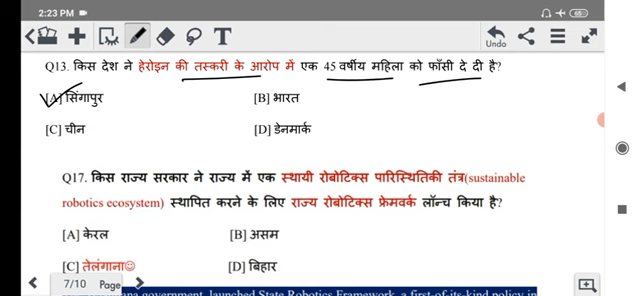 2:23 PM
65
Undo
Q13. किस देश ने हेरोइन की तस्करी के आरोप में एक 45 वर्षीय महिला को फाँसी दे दी है?
[A] सिंगापुर [B] भारत
[C] चीन [D] डेनमार्क
Q17. किस राज्य सरकार ने राज्य में एक स्थायी रोबोटिक्स पारिस्थितिकी तंत्र(sustainable
robotics ecosystem) स्थापित करने के लिए राज्य रोबोटिक्स फ्रेमवर्क लॉन्च किया है?
[A] केरल [B] असम
[C] तेलंगाना☺ [D] बिहार
7/10 Page
government, launched State Robotics Framework, a first-of-its-kind policy in